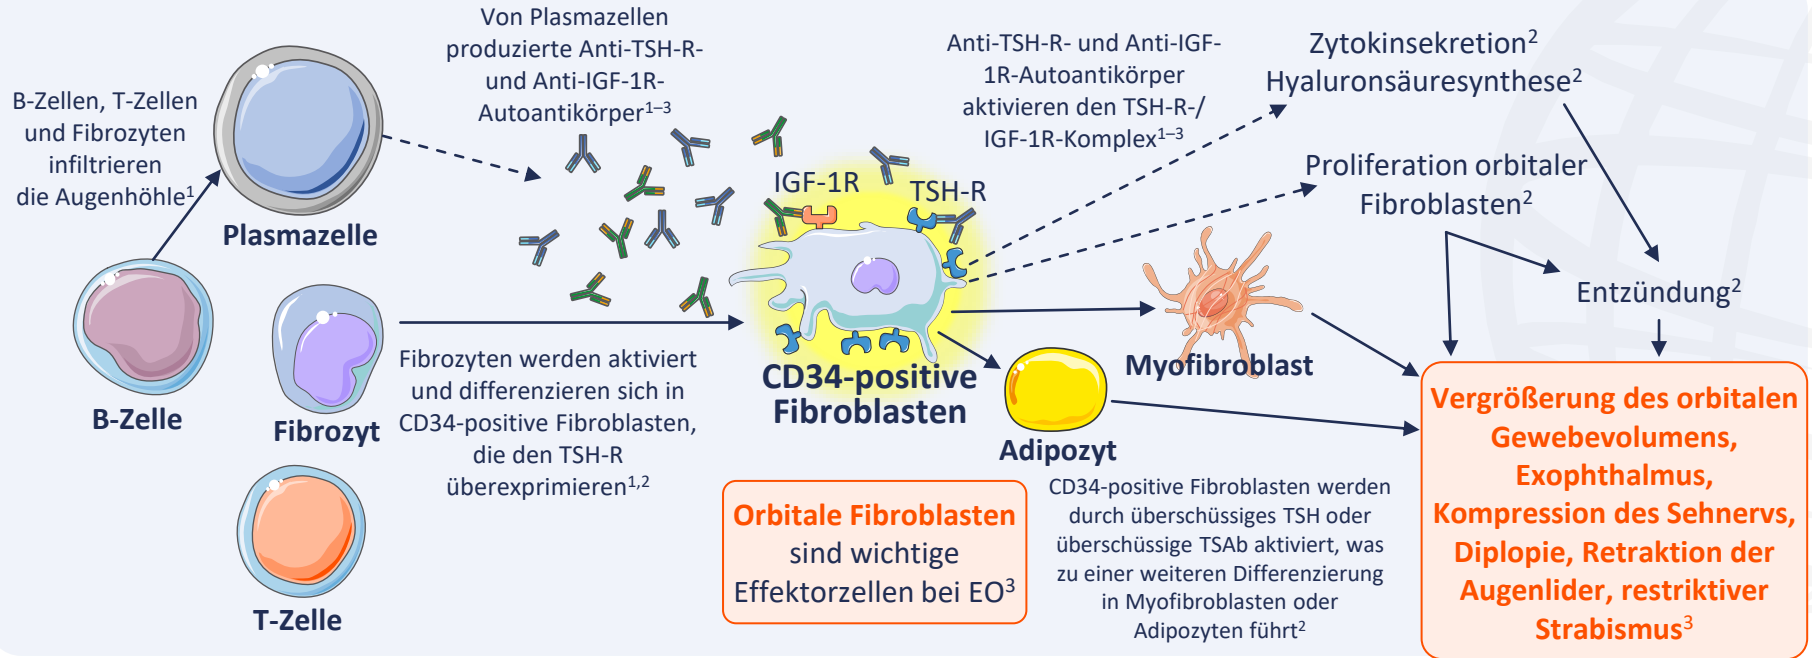 B-Zellen, T-Zellen
und Fibrozyten
infiltrieren
die Augenhöhle¹
Plasmazelle
B-Zelle
Fibrozyt
T-Zelle
Von Plasmazellen
produzierte Anti-TSH-R-
und Anti-IGF-1R-
Autoantikörper¹⁻³
Fibrozyten werden aktiviert
und differenzieren sich in
CD34-positive Fibroblasten,
die den TSH-R
überexprimieren¹,²
IGF-1R
TSH-R
CD34-positive
Fibroblasten
Anti-TSH-R- und Anti-IGF-
1R-Autoantikörper
aktivieren den TSH-R-/
IGF-1R-Komplex¹⁻³
Orbitale Fibroblasten
sind wichtige
Effektorzellen bei EO³
Myofibroblast
Adipozyt
CD34-positive Fibroblasten werden
durch überschüssiges TSH oder
überschüssige TSAb aktiviert, was
zu einer weiteren Differenzierung
in Myofibroblasten oder
Adipozyten führt²
Zytokinsekretion²
Hyaluronsäuresynthese²
Proliferation orbitaler
Fibroblasten²
Entzündung²
Vergrößerung des orbitalen
Gewebevolumens,
Exophthalmus,
Kompression des Sehnervs,
Diplopie, Retraktion der
Augenlider, restriktiver
Strabismus³